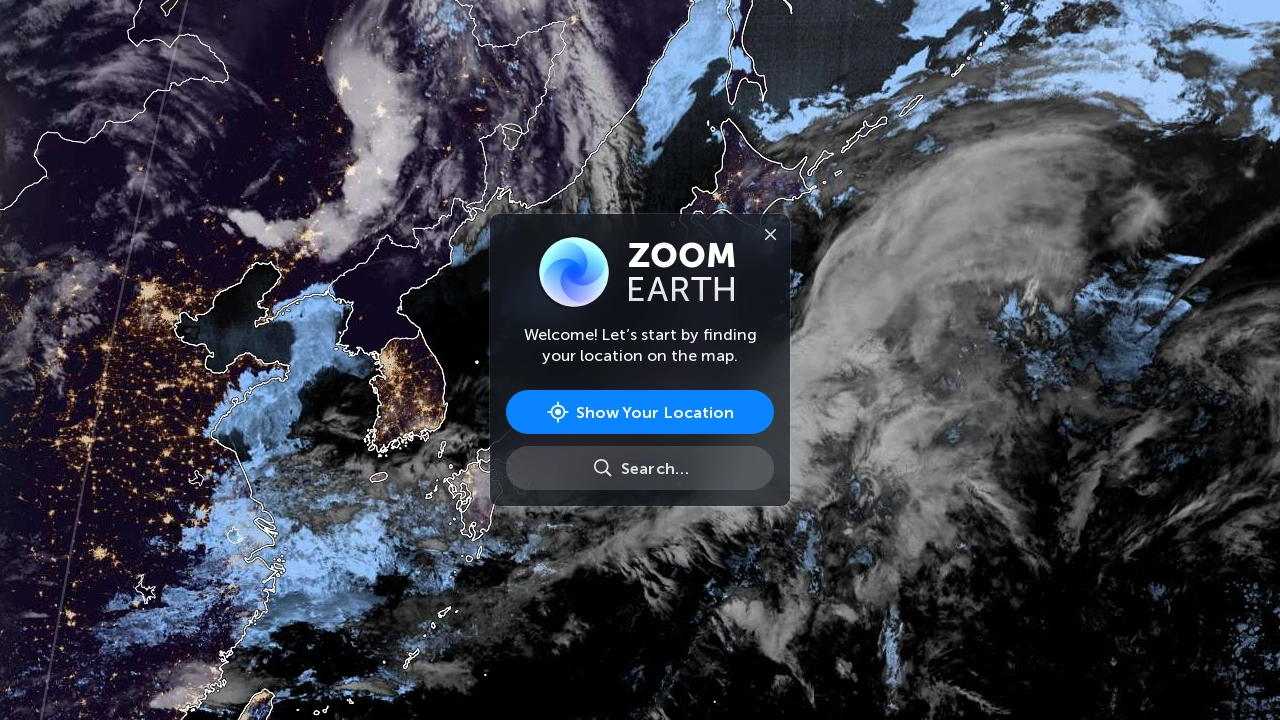 ZOOM
EARTH
Welcome! Let’s start by finding
your location on the map.
Show Your Location
Search...